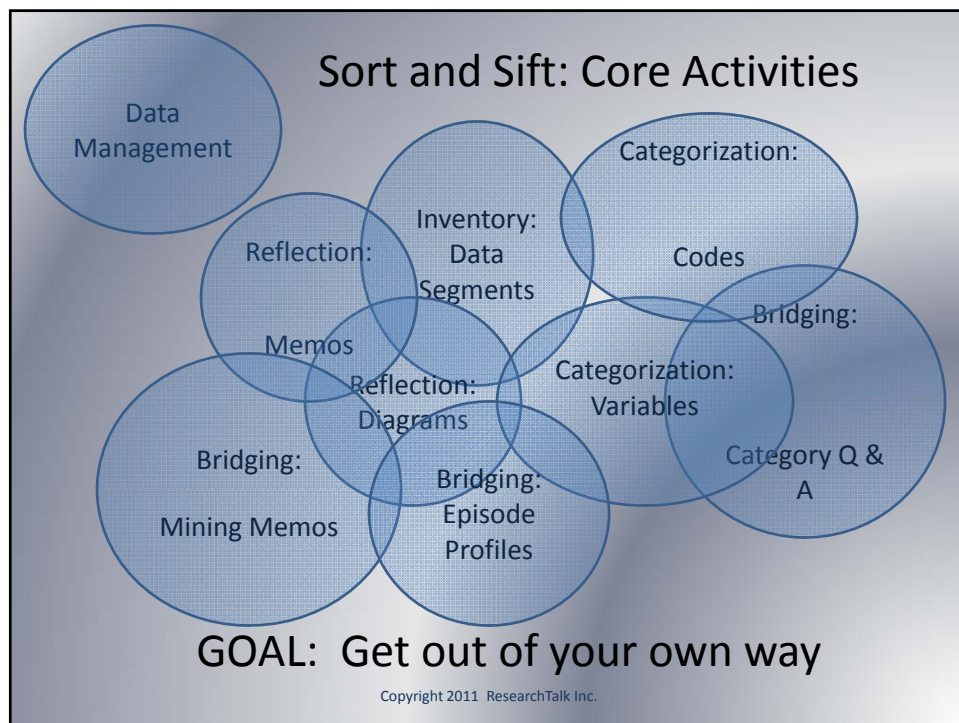 Sort and Sift: Core Activities
Data
Management
Categorization:
Codes
Inventory:
Data
Segments
Reflection:
Memos
Bridging:
Category Q &
A
Reflection:
Diagrams
Categorization:
Variables
Bridging:
Mining Memos
Bridging:
Episode
Profiles
GOAL:  Get out of your own way
Copyright 2011  ResearchTalk Inc.